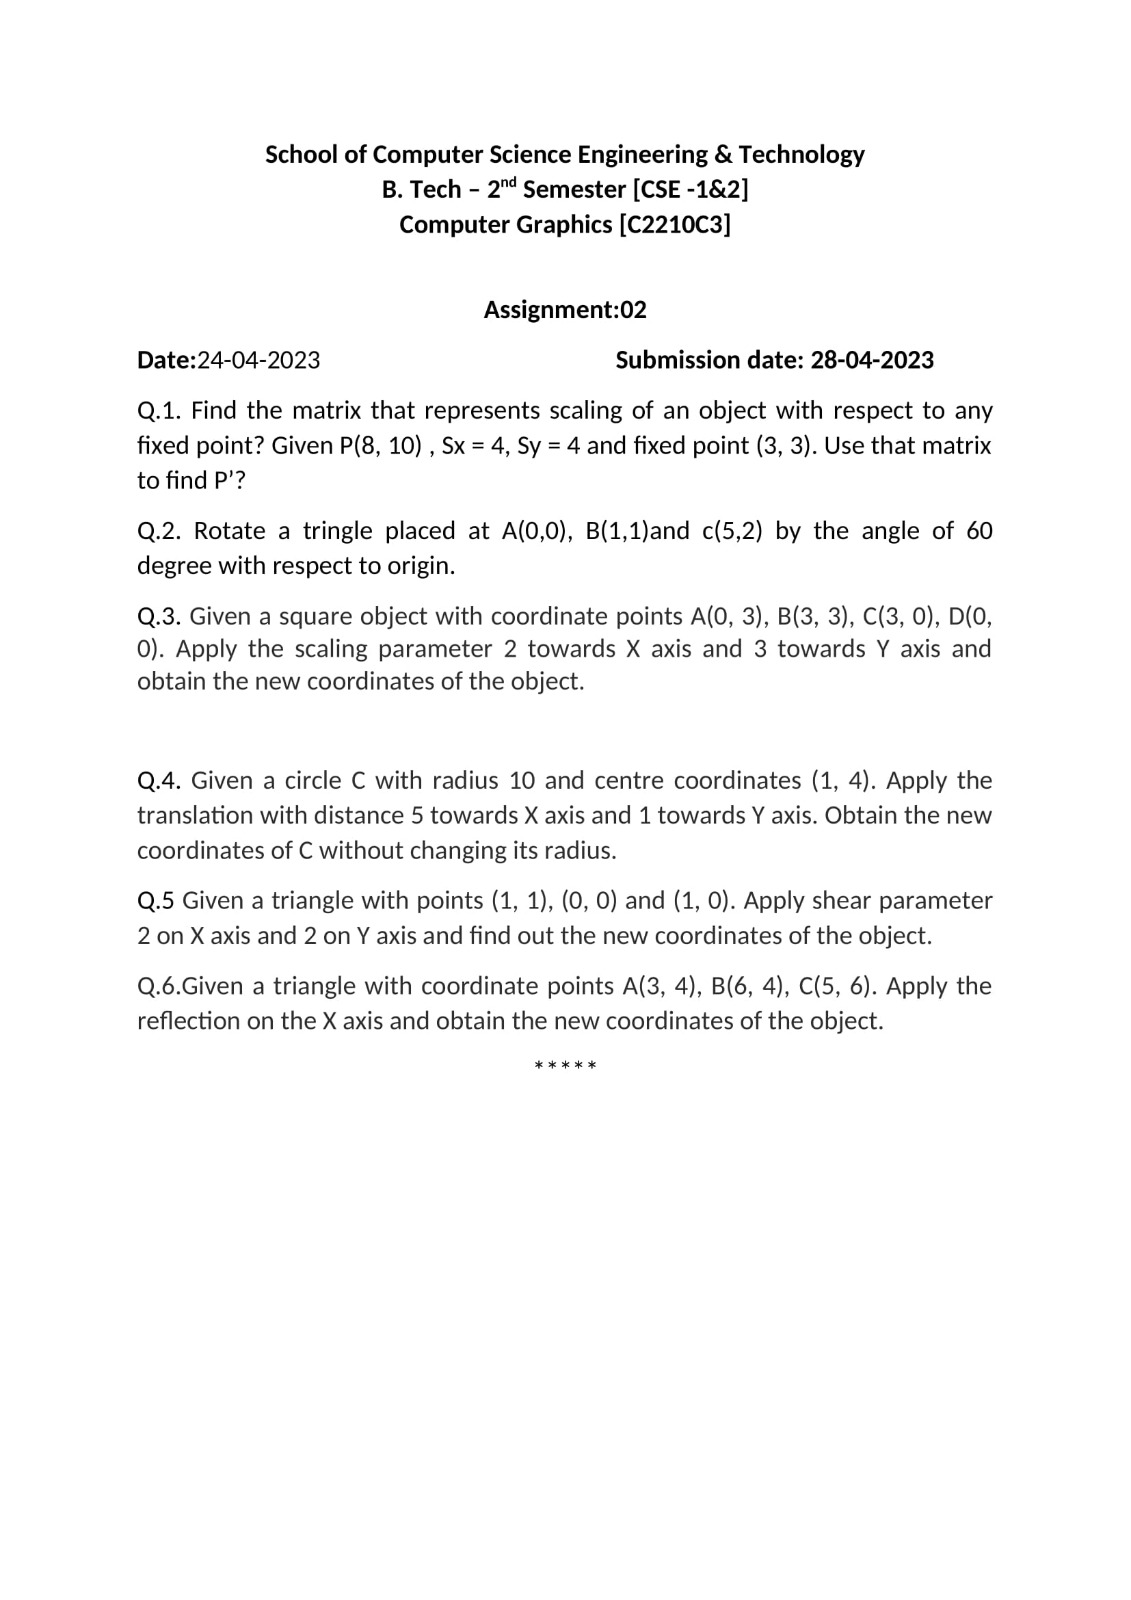 School of Computer Science Engineering & Technology
B. Tech – 2nd Semester [CSE -1&2]
Computer Graphics [C2210C3]
Assignment:02
Date:24-04-2023 Submission date: 28-04-2023
Q.1. Find the matrix that represents scaling of an object with respect to any
fixed point? Given P(8, 10) , Sx = 4, Sy = 4 and fixed point (3, 3). Use that matrix
to find P’?
Q.2. Rotate a tringle placed at A(0,0), B(1,1)and c(5,2) by the angle of 60
degree with respect to origin.
Q.3. Given a square object with coordinate points A(0, 3), B(3, 3), C(3, 0), D(0,
0). Apply the scaling parameter 2 towards X axis and 3 towards Y axis and
obtain the new coordinates of the object.
Q.4. Given a circle C with radius 10 and centre coordinates (1, 4). Apply the
translation with distance 5 towards X axis and 1 towards Y axis. Obtain the new
coordinates of C without changing its radius.
Q.5 Given a triangle with points (1, 1), (0, 0) and (1, 0). Apply shear parameter
2 on X axis and 2 on Y axis and find out the new coordinates of the object.
Q.6.Given a triangle with coordinate points A(3, 4), B(6, 4), C(5, 6). Apply the
reflection on the X axis and obtain the new coordinates of the object.
*****